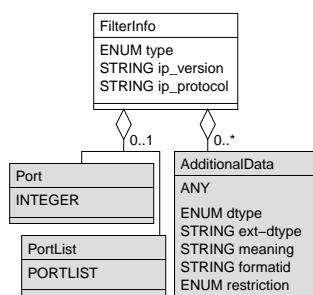 FilterInfo
ENUM type
STRING ip_version
STRING ip_protocol
0..1
0..*
Port
INTEGER
PortList
PORTLIST
AdditionalData
ANY
ENUM dtype
STRING ext−dtype
STRING meaning
STRING formatid
ENUM restriction